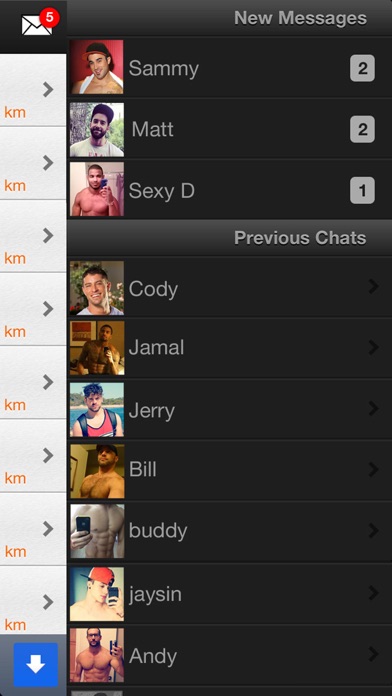 5
km
km
km
km
km
km
km
km
New Messages
Sammy 2
Matt 2
Sexy D 1
Previous Chats
Cody
Jamal
Jerry
Bill
buddy
jaysin
Andy